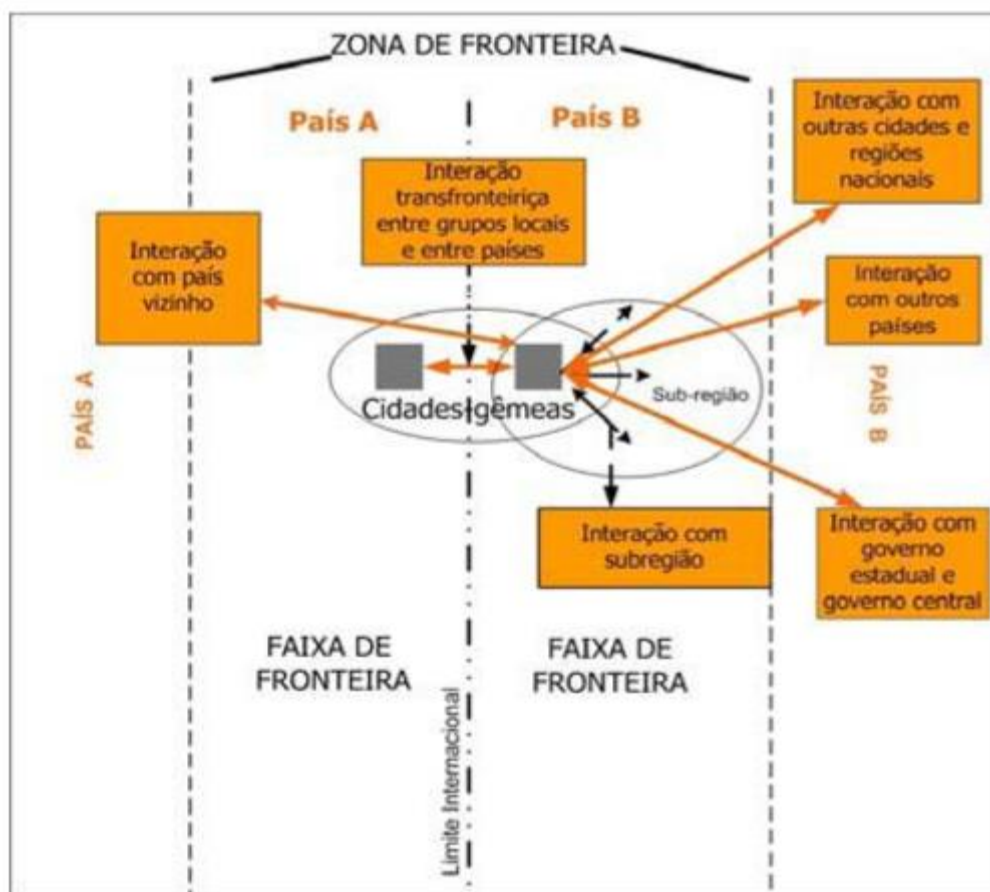 ZONA DE FRONTEIRA
País A
País B
Interação com
outras cidades e
regiões
nacionais
Interação
transfronteiriça
entre grupos locais
e entre países
Interação
com país
vizinho
Interação
com outros
países
PAÍS A
PAÍS B
Cidades-gêmeas
Sub-região
Interação com
subregião
Interação com
governo
estadual e
governo central
FAIXA DE
FRONTEIRA
FAIXA DE
FRONTEIRA
Limite Internacional